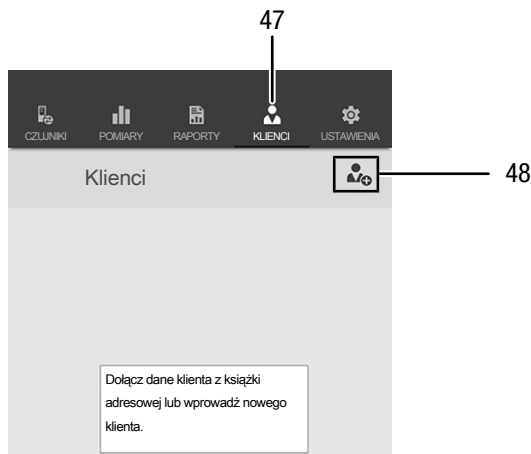 47
CZUJNIKI POMIARY RAPORTY KLIENCI USTAWIENIA
Klienci
48
Dołącz dane klienta z książki
adresowej lub wprowadź nowego
klienta.